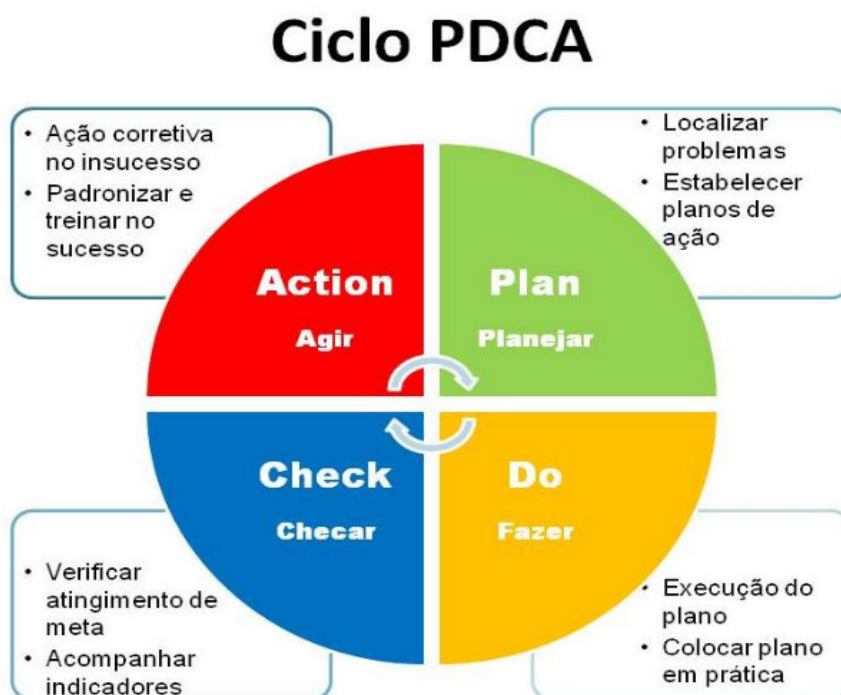 Ciclo PDCA
• Ação corretiva
no insucesso
• Padronizar e
treinar no
sucesso
• Localizar
problemas
• Estabelecer
planos de
ação
Action
Agir
Plan
Planejar
Check
Checar
Do
Fazer
• Verificar
atingimento de
meta
• Acompanhar
indicadores
• Execução do
plano
• Colocar plano
em prática